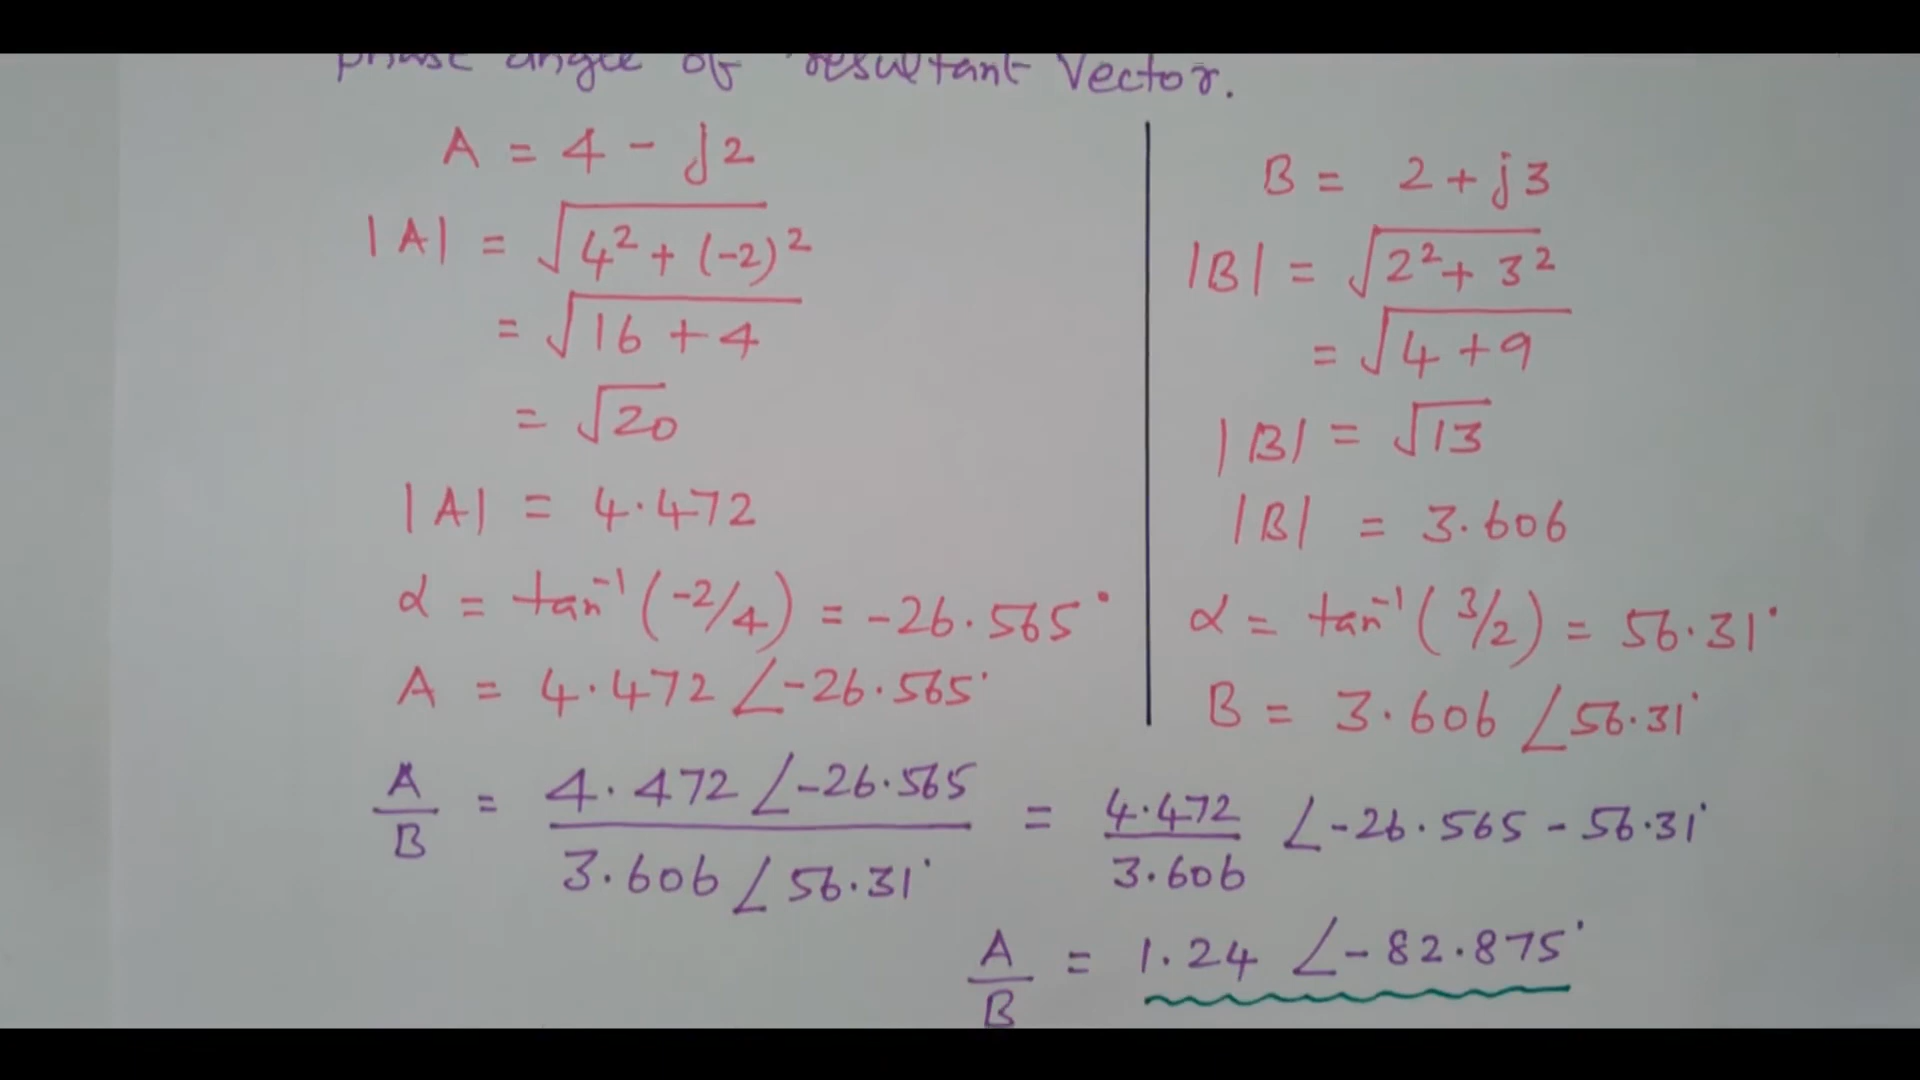 phase angle of resultant Vector.
A = 4 - j2
|A| = √4² + (-2)²
= √16 + 4
= √20
|A| = 4.472
α = tan⁻¹(-2/4) = -26.565°
A = 4.472 ∠-26.565°
B = 2 + j3
|B| = √2² + 3²
= √4 + 9
|B| = √13
|B| = 3.606
α = tan⁻¹(3/2) = 56.31°
B = 3.606 ∠56.31°
A/B = 4.472 ∠-26.565 / 3.606 ∠56.31° = 4.472/3.606 ∠-26.565 - 56.31°
A/B = 1.24 ∠-82.875°